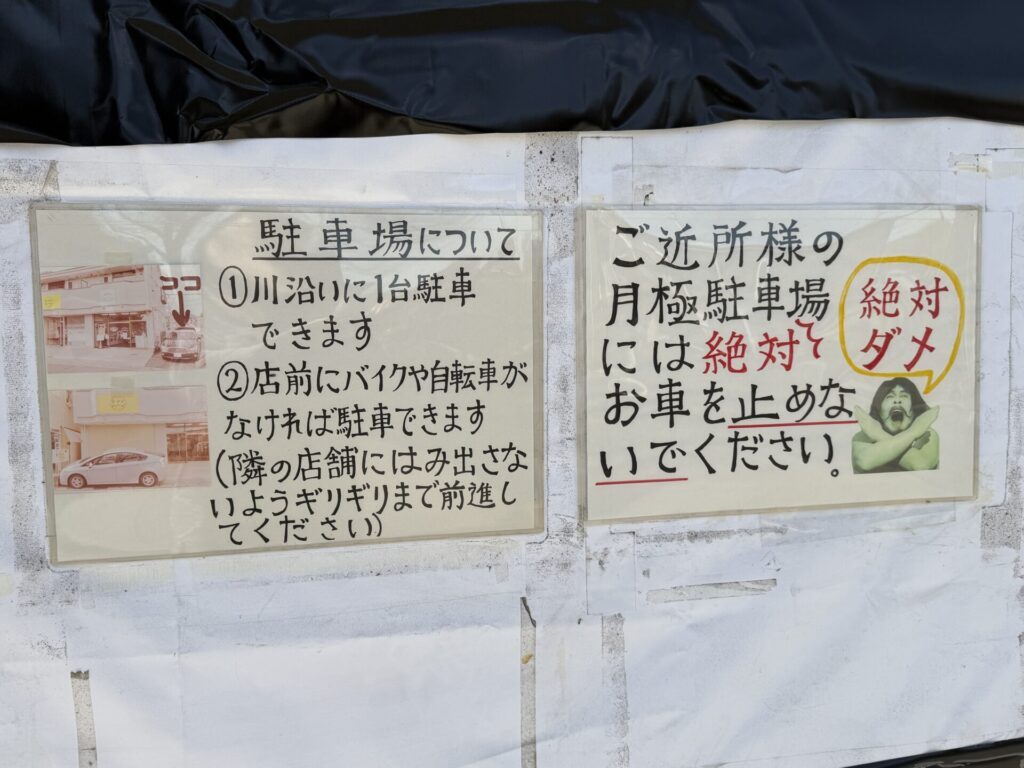 駐車場について
①川沿いに1台駐車
できます
②店前にバイクや自転車が
なければ駐車できます
(隣の店舗にはみ出さな
いようギリギリまで前進し
てください)
ココ
ご近所様の
月極駐車場
には絶対て
お車を止めな
いでください。
絶対
ダメ